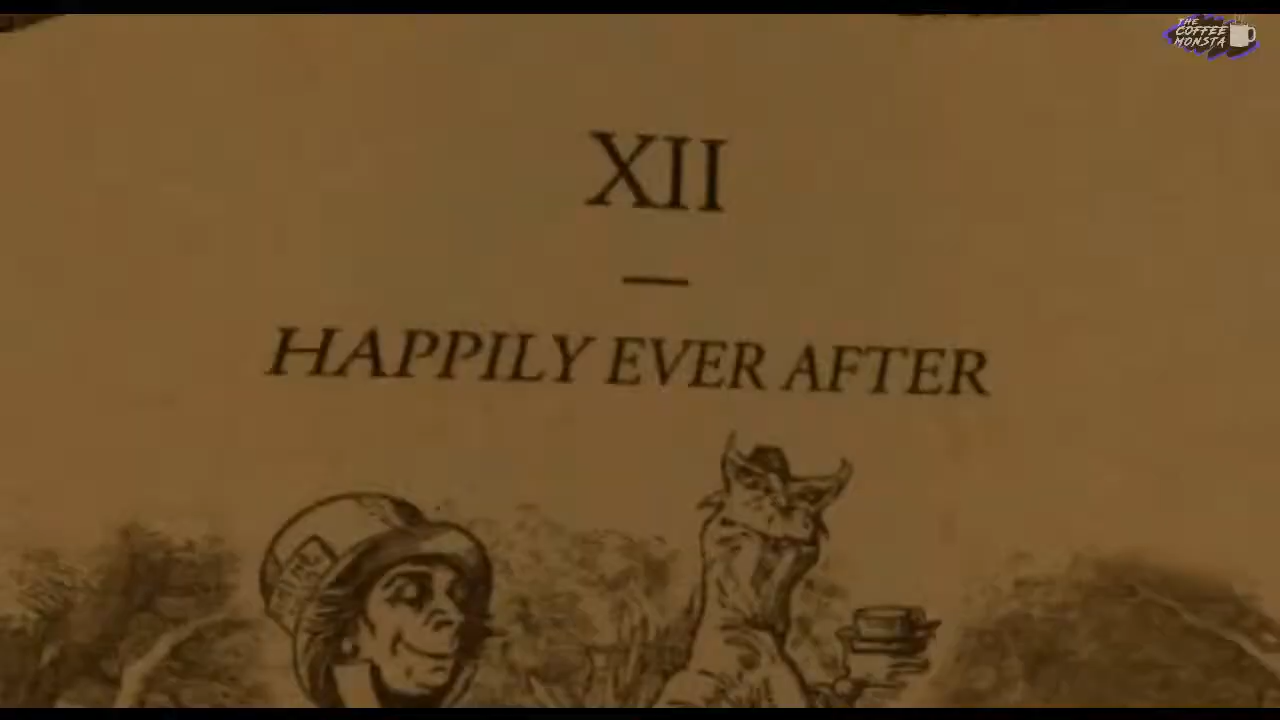 THE
COFFEE
MONSTA
XII
HAPPILY EVER AFTER